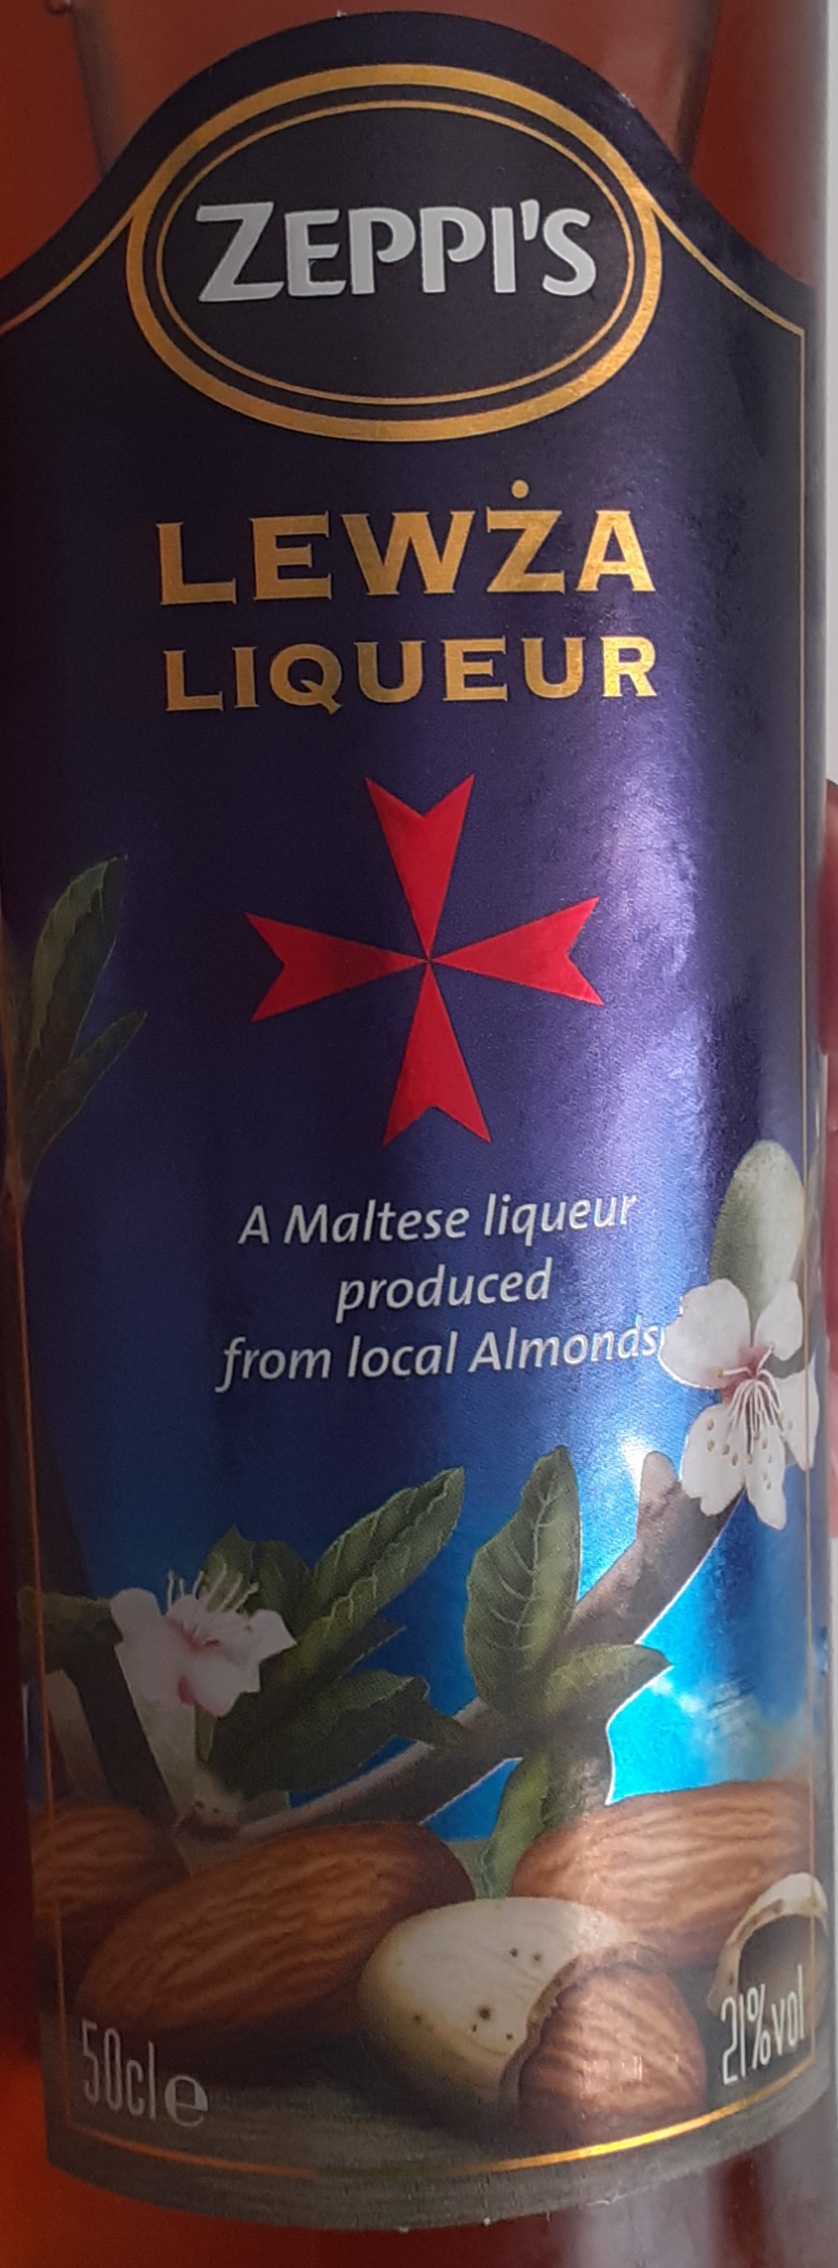 ZEPPI'S
LEWŻA
LIQUEUR
A Maltese liqueur
produced
from local Almonds
50cl e
21%vol